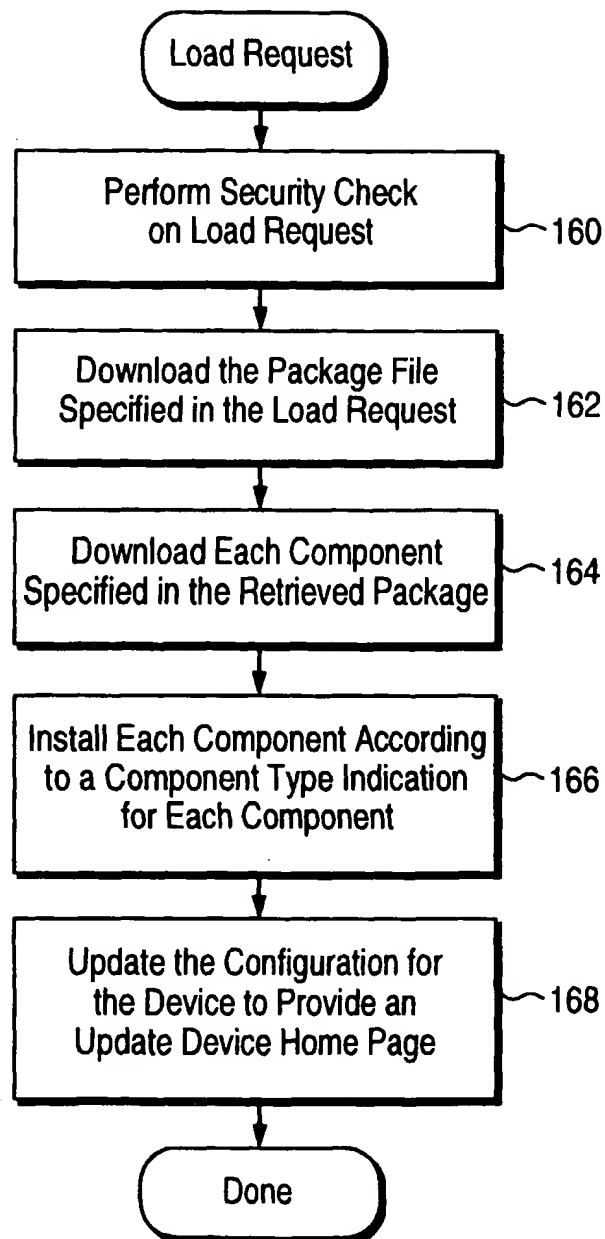 Load Request
Perform Security Check
on Load Request
160
Download the Package File
Specified in the Load Request
162
Download Each Component
Specified in the Retrieved Package
164
Install Each Component According
to a Component Type Indication
for Each Component
166
Update the Configuration for
the Device to Provide an
Update Device Home Page
168
Done